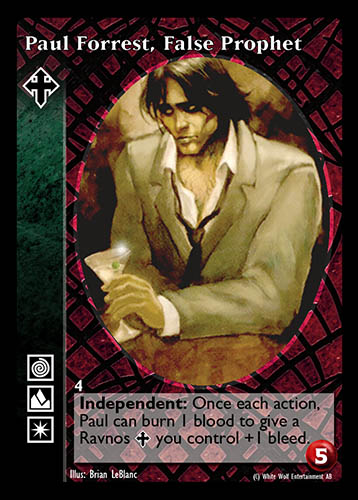 Paul Forrest, False Prophet
4
Independent: Once each action,
Paul can burn 1 blood to give a
Ravnos you control +1 bleed.
5
Illus: Brian LeBlanc
(C) White Wolf Entertainment AB